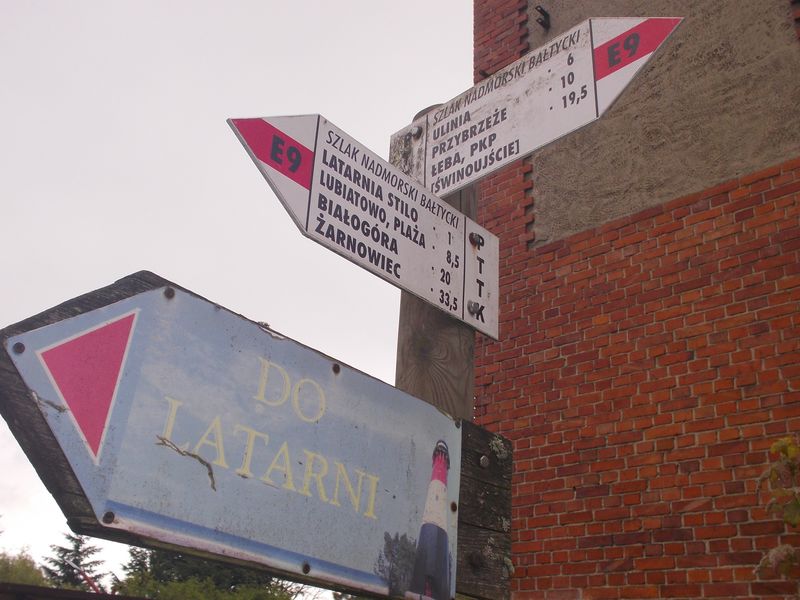 SZLAK NADMORSKI BAŁTYCKI
ULINIA · 6
PRZYBRZEŻE · 10
ŁEBA, PKP · 19,5
[ŚWINOUJŚCIE]
E9
E9
SZLAK NADMORSKI BAŁTYCKI
LATARNIA STILO · 1
LUBIATOWO, PLAŻA · 8,5
BIAŁOGÓRA · 20
ŻARNOWIEC · 33,5
PTTK
DO
LATARNI